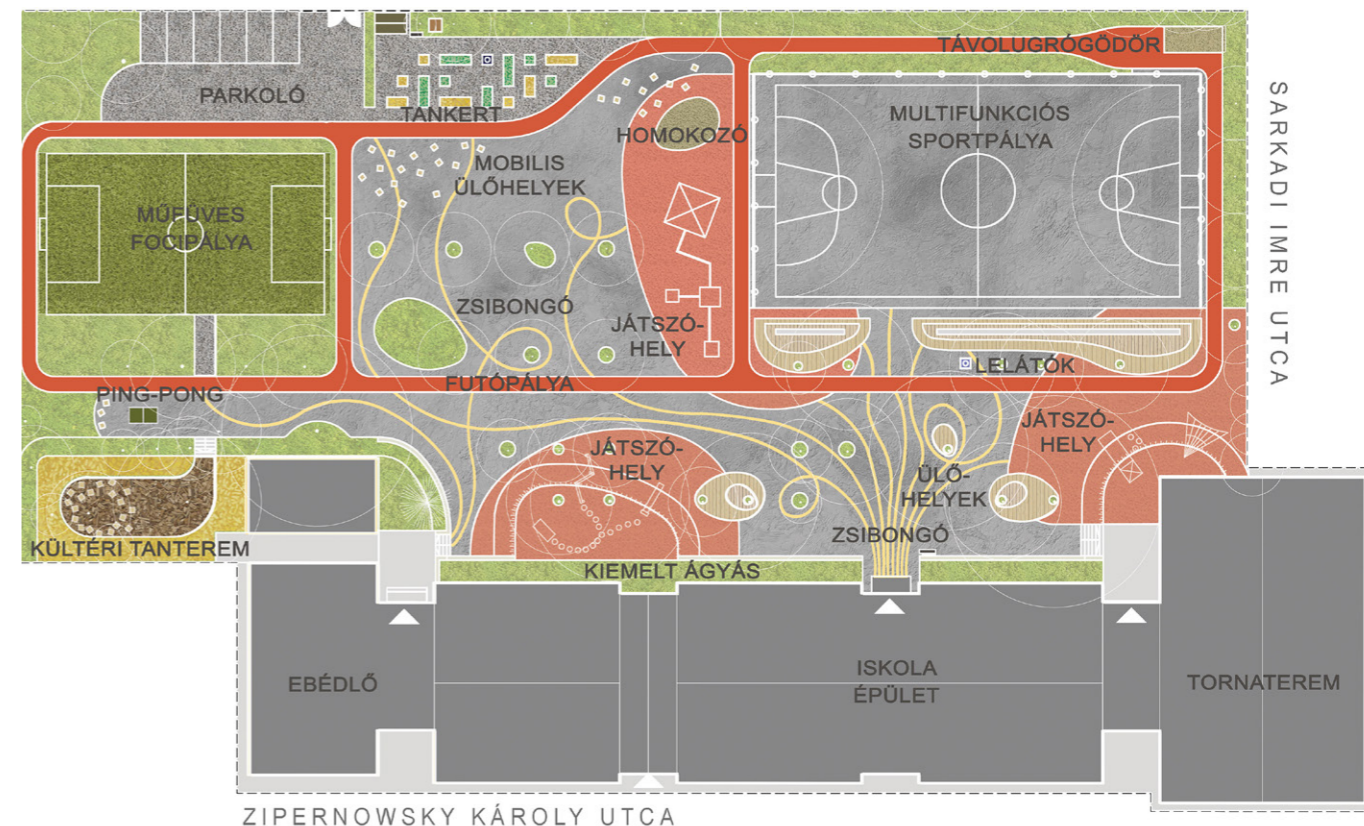 TÁVOLUGRÓGÖDÖR
PARKOLÓ
TANKERT
HOMOKOZÓ
MULTIFUNKCIÓS
SPORTPÁLYA
SARKADI IMRE UTCA
MOBILIS
ÜLŐHELYEK
MŰFÜVES
FOCIPÁLYA
ZSIBONGÓ
JÁTSZÓ-
HELY
LELÁTÓK
FUTÓPÁLYA
PING-PONG
JÁTSZÓ-
HELY
JÁTSZÓ-
HELY
ÜLŐ-
HELYEK
ZSIBONGÓ
KÜLTÉRI TANTEREM
KIEMELT ÁGYÁS
EBÉDLŐ
ISKOLA
ÉPÜLET
TORNATEREM
ZIPERNOWSKY KÁROLY UTCA